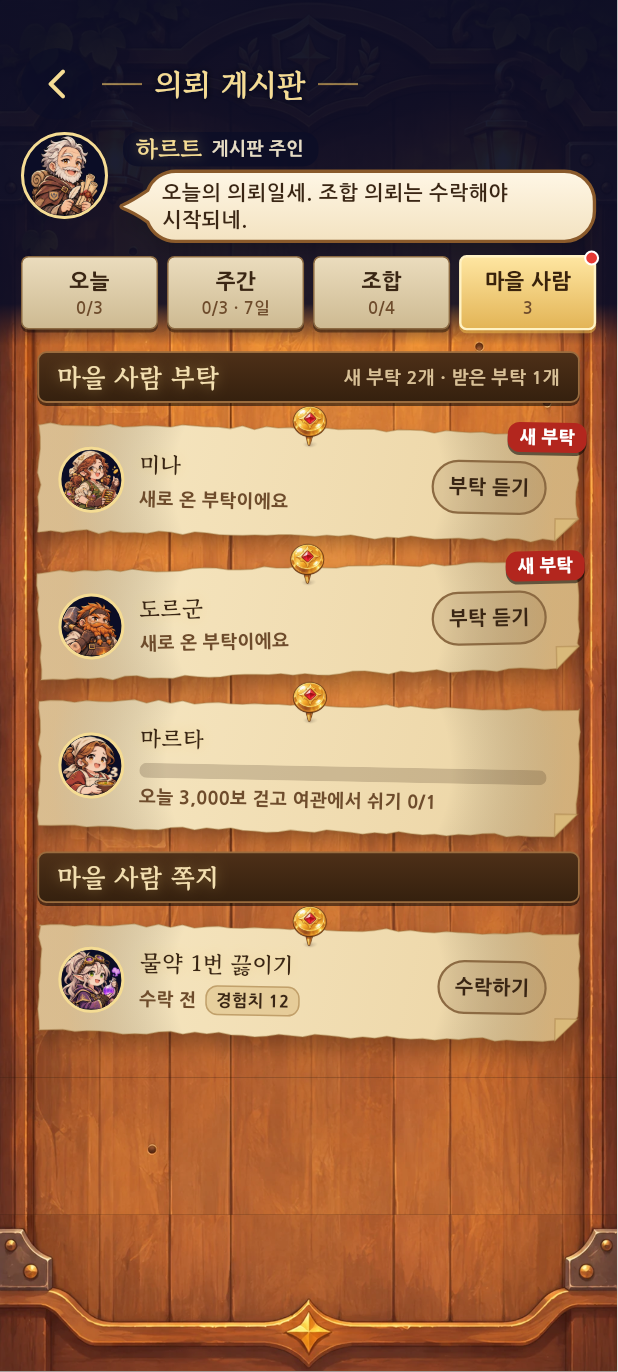 의뢰 게시판
하르트 게시판 주인
오늘의 의뢰일세. 조합 의뢰는 수락해야
시작되네.
오늘
0/3
주간
0/3 · 7일
조합
0/4
마을 사람
3
마을 사람 부탁
새 부탁 2개 · 받은 부탁 1개
새 부탁
미나
새로 온 부탁이에요
부탁 듣기
새 부탁
도르군
새로 온 부탁이에요
부탁 듣기
마르타
오늘 3,000보 걷고 여관에서 쉬기 0/1
마을 사람 쪽지
물약 1번 끓이기
수락 전 경험치 12
수락하기